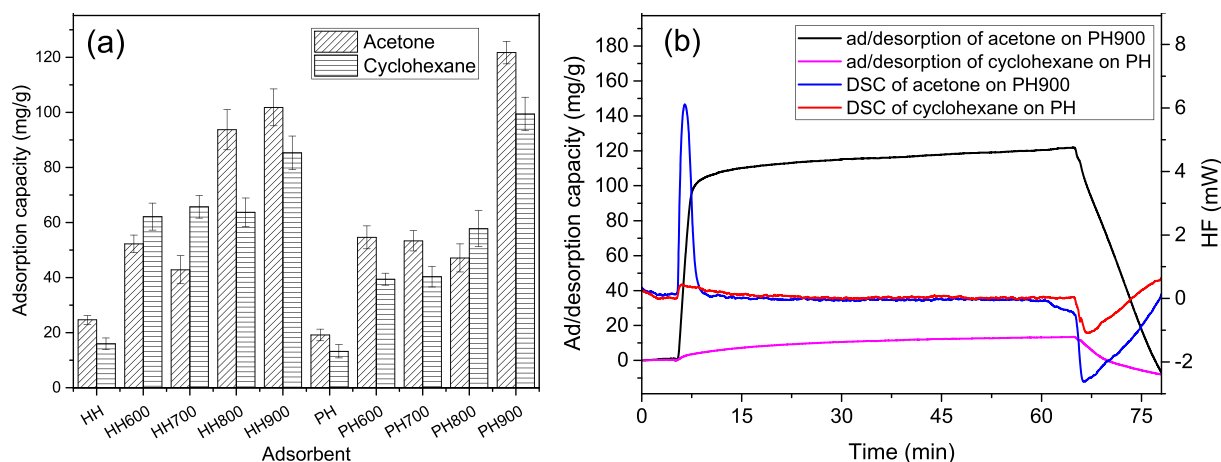 (a)
Acetone
Cyclohexane
Adsorption capacity (mg/g)
120
100
80
60
40
20
0
HH
HH600
HH700
HH800
HH900
PH
PH600
PH700
PH800
PH900
Adsorbent
(b)
ad/desorption of acetone on PH900
ad/desorption of cyclohexane on PH
DSC of acetone on PH900
DSC of cyclohexane on PH
Ad/desorption capacity (mg/g)
180
160
140
120
100
80
60
40
20
0
8
6
4
2
0
-2
HF (mW)
0
15
30
45
60
75
Time (min)